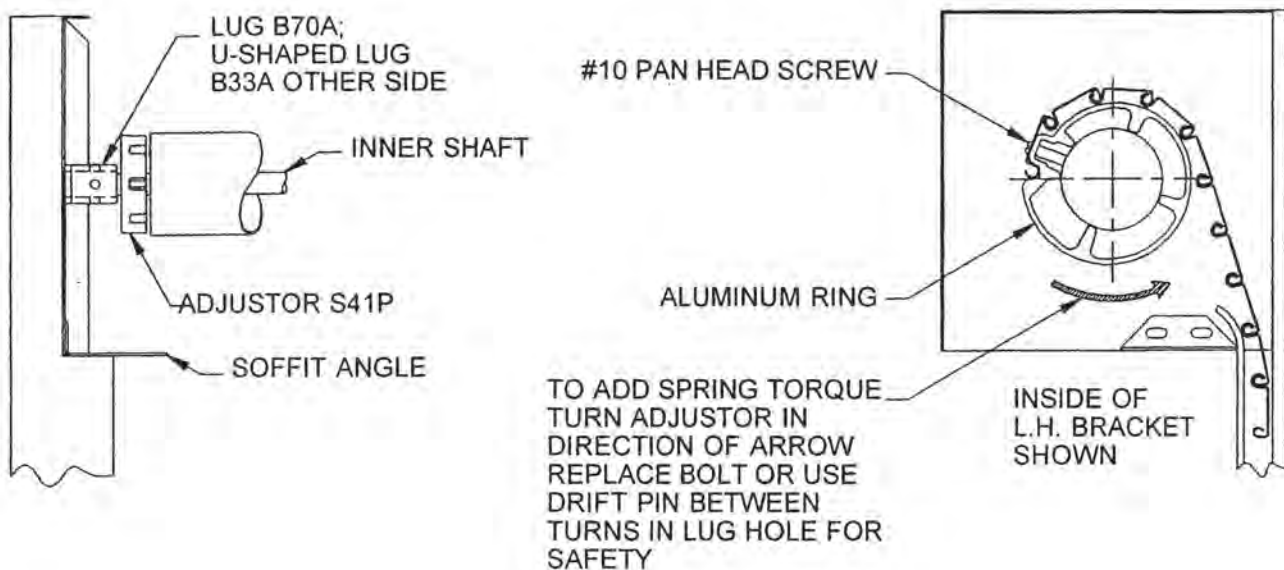 LUG B70A;
U-SHAPED LUG
B33A OTHER SIDE
INNER SHAFT
ADJUSTOR S41P
SOFFIT ANGLE
#10 PAN HEAD SCREW
ALUMINUM RING
TO ADD SPRING TORQUE
TURN ADJUSTOR IN
DIRECTION OF ARROW
REPLACE BOLT OR USE
DRIFT PIN BETWEEN
TURNS IN LUG HOLE FOR
SAFETY
INSIDE OF
L.H. BRACKET
SHOWN